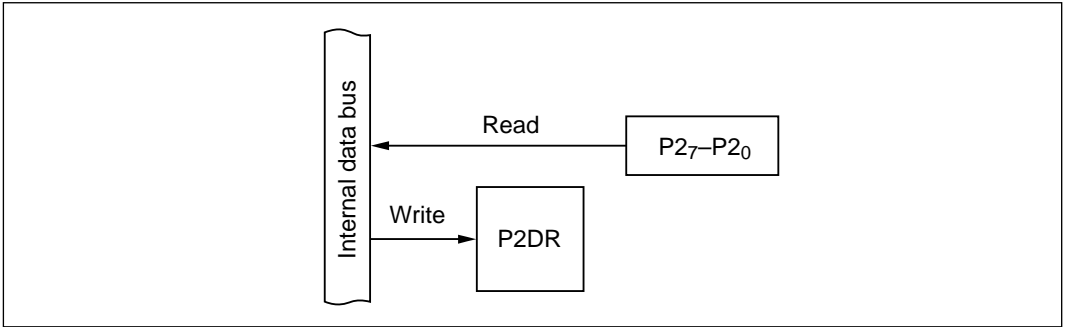 Internal data bus
Read
P2₇–P2₀
Write
P2DR